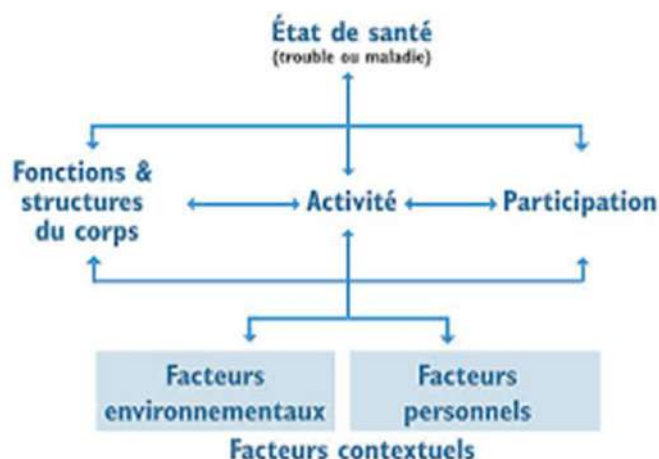 État de santé
(trouble ou maladie)
Fonctions &
structures
du corps
Activité
Participation
Facteurs
environnementaux
Facteurs
personnels
Facteurs contextuels